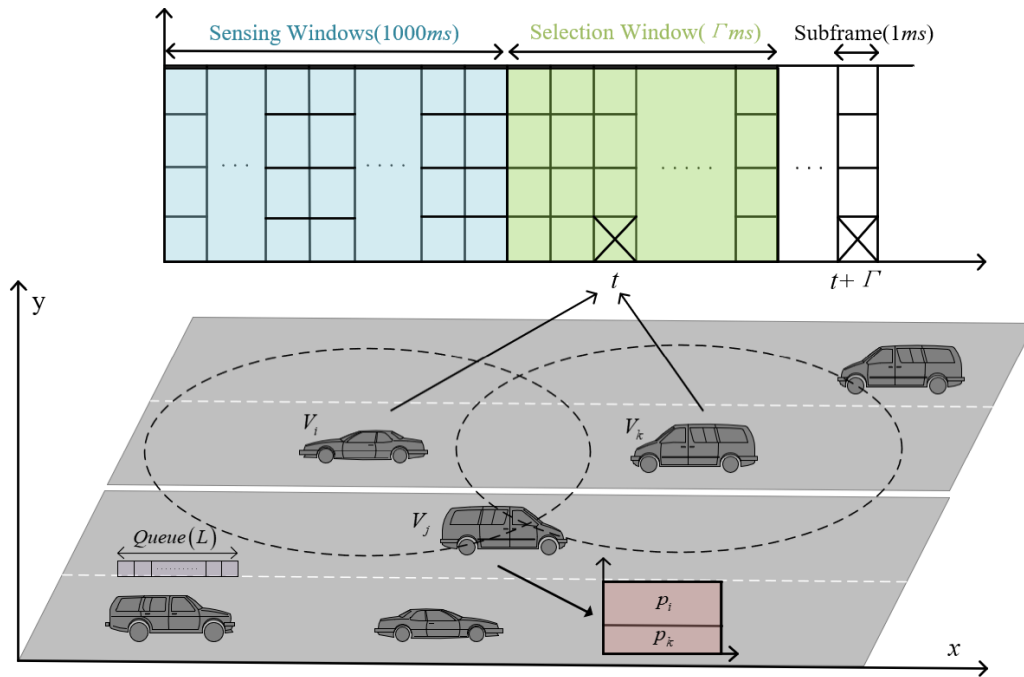 Sensing Windows(1000ms)
Selection Window( Γms)
Subframe(1ms)
. . .
. . . .
. . . . .
. . .
t
t+ Γ
y
V_i
V_k
V_j
Queue(L)
.........
p_i
p_k
x